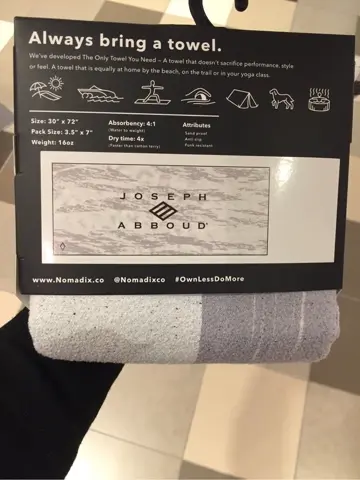 Always bring a towel.
We've developed The Only Towel You Need – A towel that doesn't sacrifice performance, style
or feel. A towel that is equally at home by the beach, on the trail or in your yoga class.
Size: 30" x 72"
Pack Size: 3.5" x 7"
Weight: 16oz
Absorbency: 4:1
(Water to weight)
Dry time: 4x
(Faster than cotton terry)
Attributes
Sand proof
Anti slip
Funk resistant
JOSEPH
ABBOUD
www.Nomadix.co @Nomadixco #OwnLessDoMore